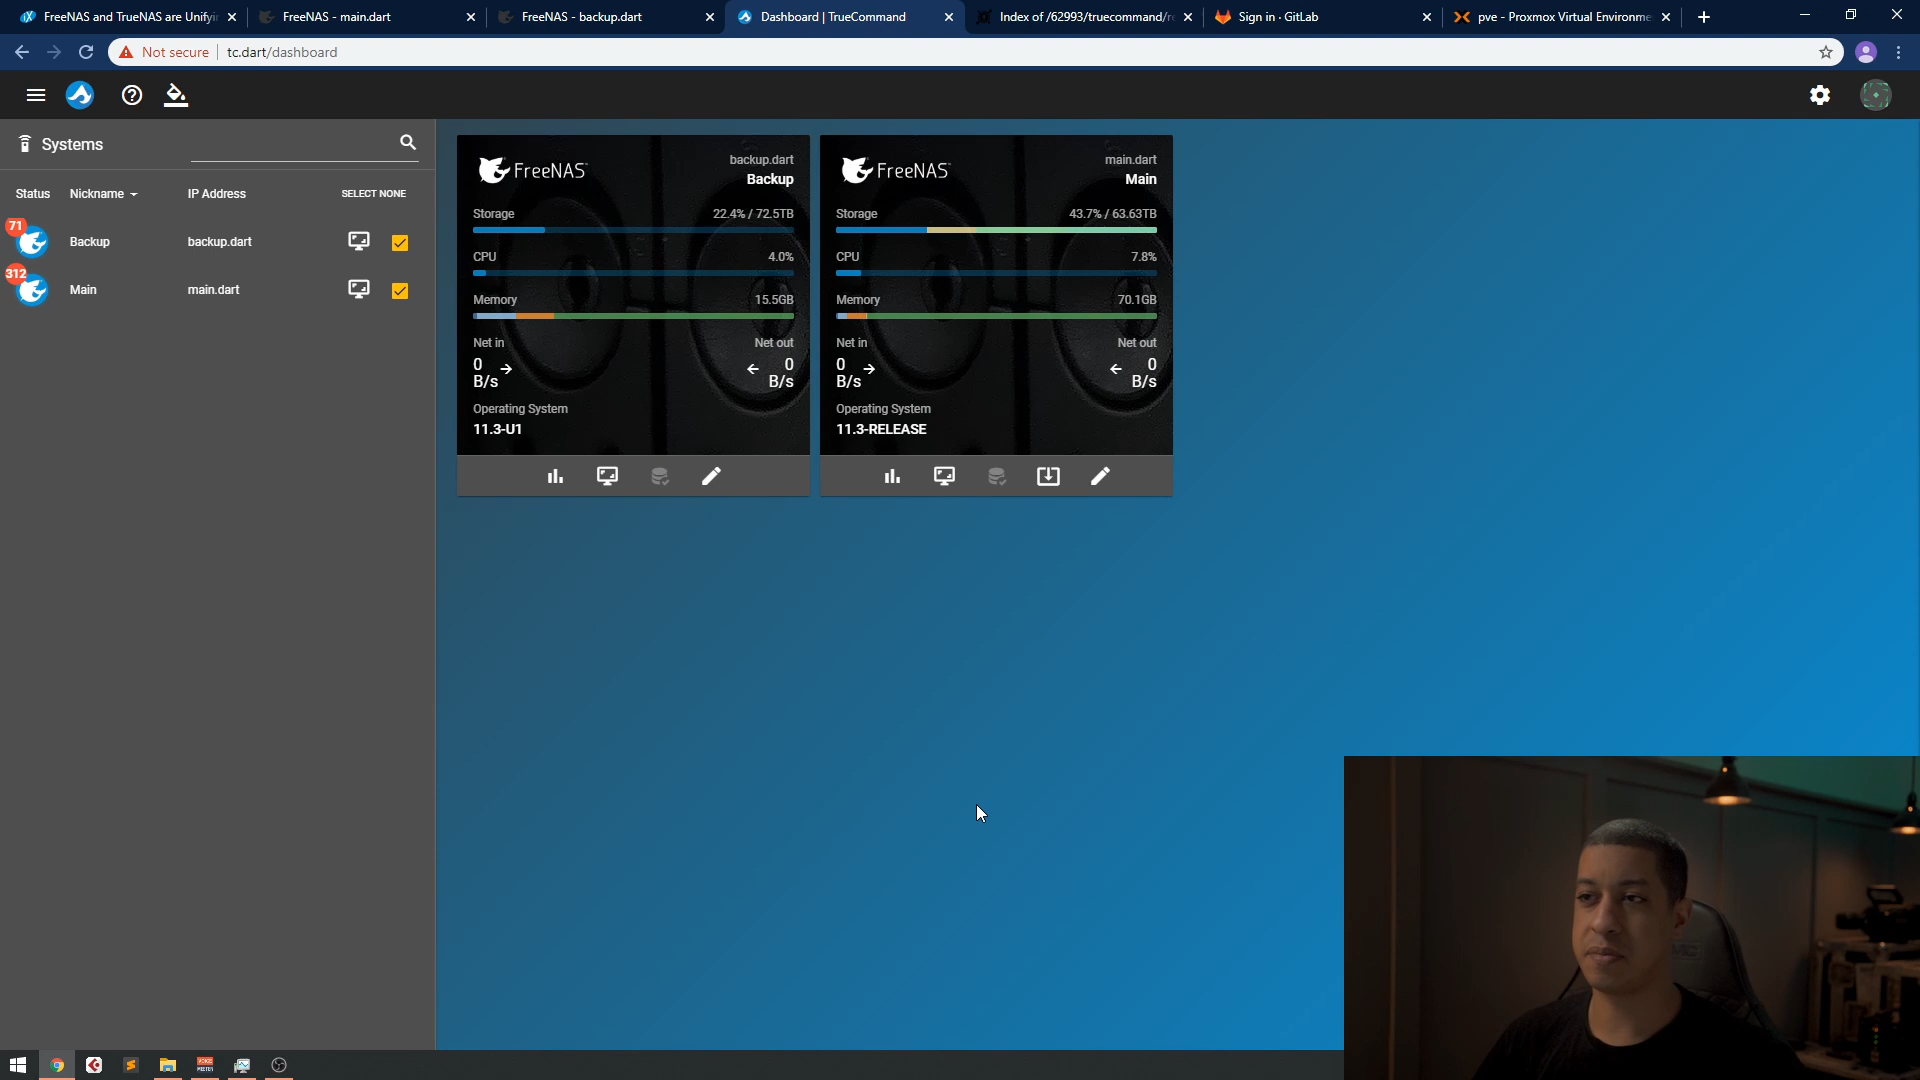 FreeNAS and TrueNAS are Unifyi
FreeNAS - main.dart
FreeNAS - backup.dart
Dashboard | TrueCommand
Index of /62993/truecommand/re
Sign in · GitLab
pve - Proxmox Virtual Environme
Not secure
tc.dart/dashboard
Systems
Status
Nickname
IP Address
SELECT NONE
71
Backup
backup.dart
312
Main
main.dart
FreeNAS
backup.dart
Backup
Storage
22.4% / 72.5TB
CPU
4.0%
Memory
15.5GB
Net in
Net out
0
B/s
0
B/s
Operating System
11.3-U1
FreeNAS
main.dart
Main
Storage
43.7% / 63.63TB
CPU
7.8%
Memory
70.1GB
Net in
Net out
0
B/s
0
B/s
Operating System
11.3-RELEASE